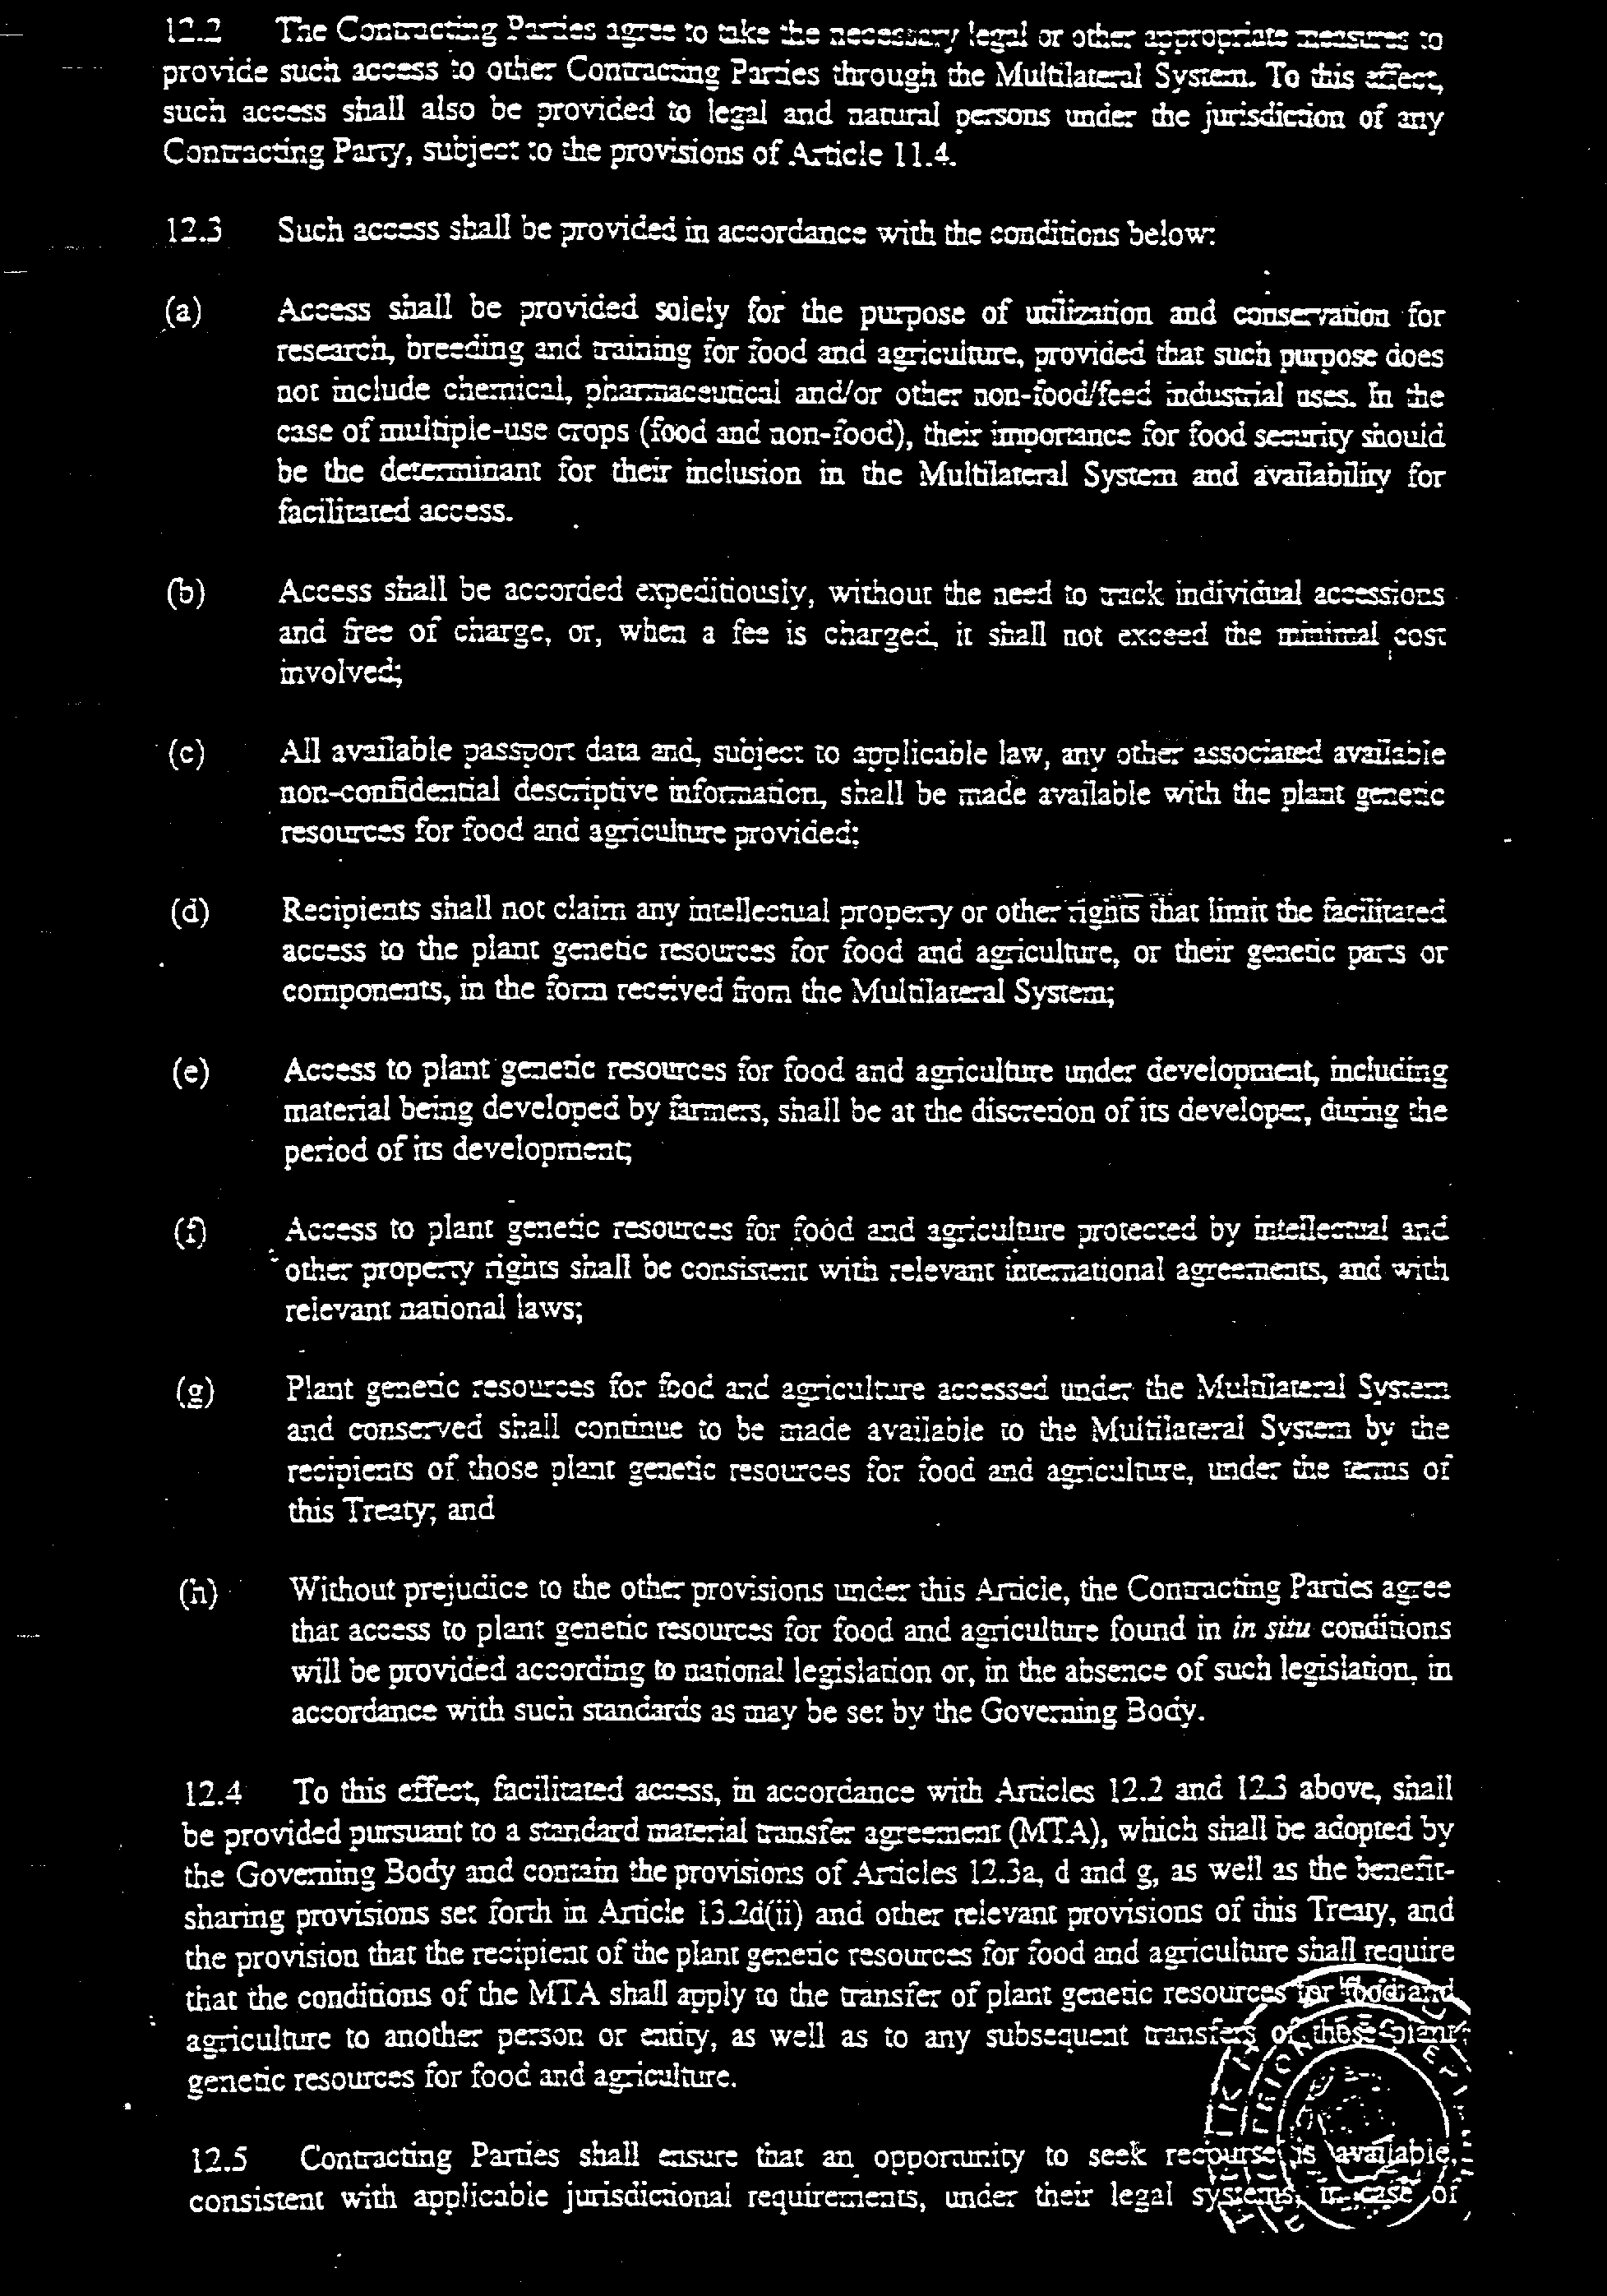 12.2 The Contracting Parties agree to take the necessary legal or other appropriate measures to
provide such access to other Contracting Parties through the Multilateral System. To this effect,
such access shall also be provided to legal and natural persons under the jurisdiction of any
Contracting Party, subject to the provisions of Article 11.4.
12.3 Such access shall be provided in accordance with the conditions below:
(a) Access shall be provided solely for the purpose of utilization and conservation for
research, breeding and training for food and agriculture, provided that such purpose does
not include chemical, pharmaceutical and/or other non-food/feed industrial uses. In the
case of multiple-use crops (food and non-food), their importance for food security should
be the determinant for their inclusion in the Multilateral System and availability for
facilitated access.
(b) Access shall be accorded expeditiously, without the need to track individual accessions
and free of charge, or, when a fee is charged, it shall not exceed the minimal cost
involved;
(c) All available passport data and, subject to applicable law, any other associated available
non-confidential descriptive information, shall be made available with the plant genetic
resources for food and agriculture provided;
(d) Recipients shall not claim any intellectual property or other rights that limit the facilitated
access to the plant genetic resources for food and agriculture, or their genetic parts or
components, in the form received from the Multilateral System;
(e) Access to plant genetic resources for food and agriculture under development, including
material being developed by farmers, shall be at the discretion of its developer, during the
period of its development;
(f) Access to plant genetic resources for food and agriculture protected by intellectual and
other property rights shall be consistent with relevant international agreements, and with
relevant national laws;
(g) Plant genetic resources for food and agriculture accessed under the Multilateral System
and conserved shall continue to be made available to the Multilateral System by the
recipients of those plant genetic resources for food and agriculture, under the terms of
this Treaty; and
(h) Without prejudice to the other provisions under this Article, the Contracting Parties agree
that access to plant genetic resources for food and agriculture found in in situ conditions
will be provided according to national legislation or, in the absence of such legislation, in
accordance with such standards as may be set by the Governing Body.
12.4 To this effect, facilitated access, in accordance with Articles 12.2 and 12.3 above, shall
be provided pursuant to a standard material transfer agreement (MTA), which shall be adopted by
the Governing Body and contain the provisions of Articles 12.3a, d and g, as well as the benefit-
sharing provisions set forth in Article 13.2d(ii) and other relevant provisions of this Treaty, and
the provision that the recipient of the plant genetic resources for food and agriculture shall require
that the conditions of the MTA shall apply to the transfer of plant genetic resources for food and
agriculture to another person or entity, as well as to any subsequent transfers of those plant
genetic resources for food and agriculture.
12.5 Contracting Parties shall ensure that an opportunity to seek recourse is available,
consistent with applicable jurisdictional requirements, under their legal systems, in case of